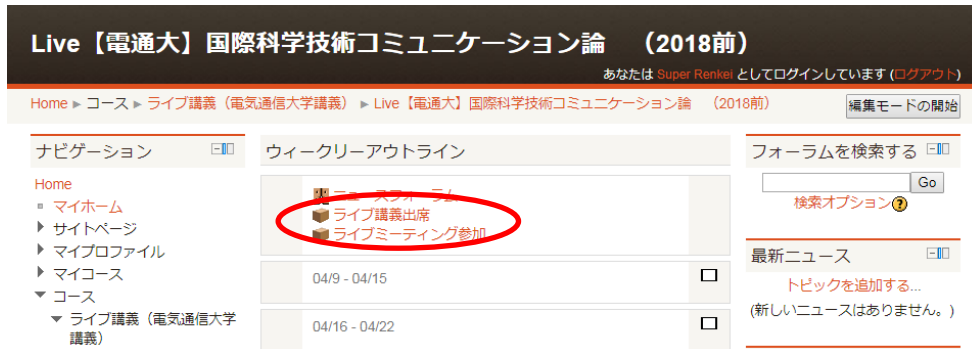 Live【電通大】国際科学技術コミュニケーション論 （2018前）
あなたは Super Renkei としてログインしています (ログアウト)
Home ► コース ► ライブ講義（電気通信大学講義） ► Live【電通大】国際科学技術コミュニケーション論 （2018前）
編集モードの開始
ナビゲーション
Home
マイホーム
サイトページ
マイプロファイル
マイコース
コース
ライブ講義（電気通信大学
講義）
ウィークリーアウトライン
ニュースフォーラム
ライブ講義出席
ライブミーティング参加
04/9 - 04/15
04/16 - 04/22
フォーラムを検索する
Go
検索オプション?
最新ニュース
トピックを追加する...
(新しいニュースはありません。)